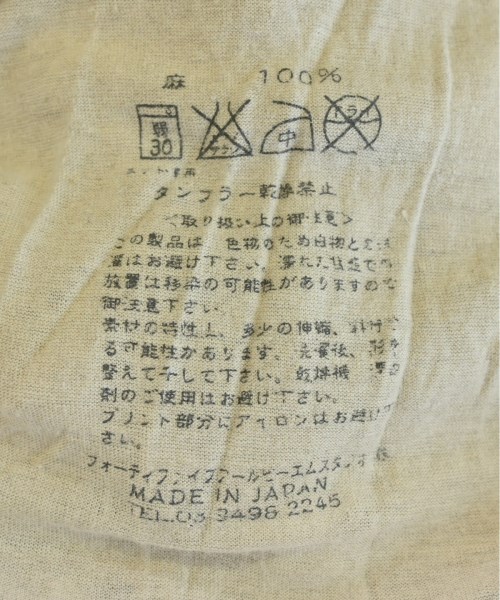 麻 100%
弱 30 中
タンブラー乾燥禁止
<取り扱い上の御注意>
この製品は、色物のため白物と
濯はお避け下さい。濡れた状態での
放置は移染の可能性がありますので
御注意下さい。
素材の特性上、多少の伸縮、斜行す
る可能性があります。洗濯後、形を
整えて干して下さい。乾燥機
剤のご使用はお避け下さい。
プリント部分にアイロンはお避け下
さい。
フォーティファイブアールピーエムスタジオ
MADE IN JAPAN
TEL.03 3498 2245